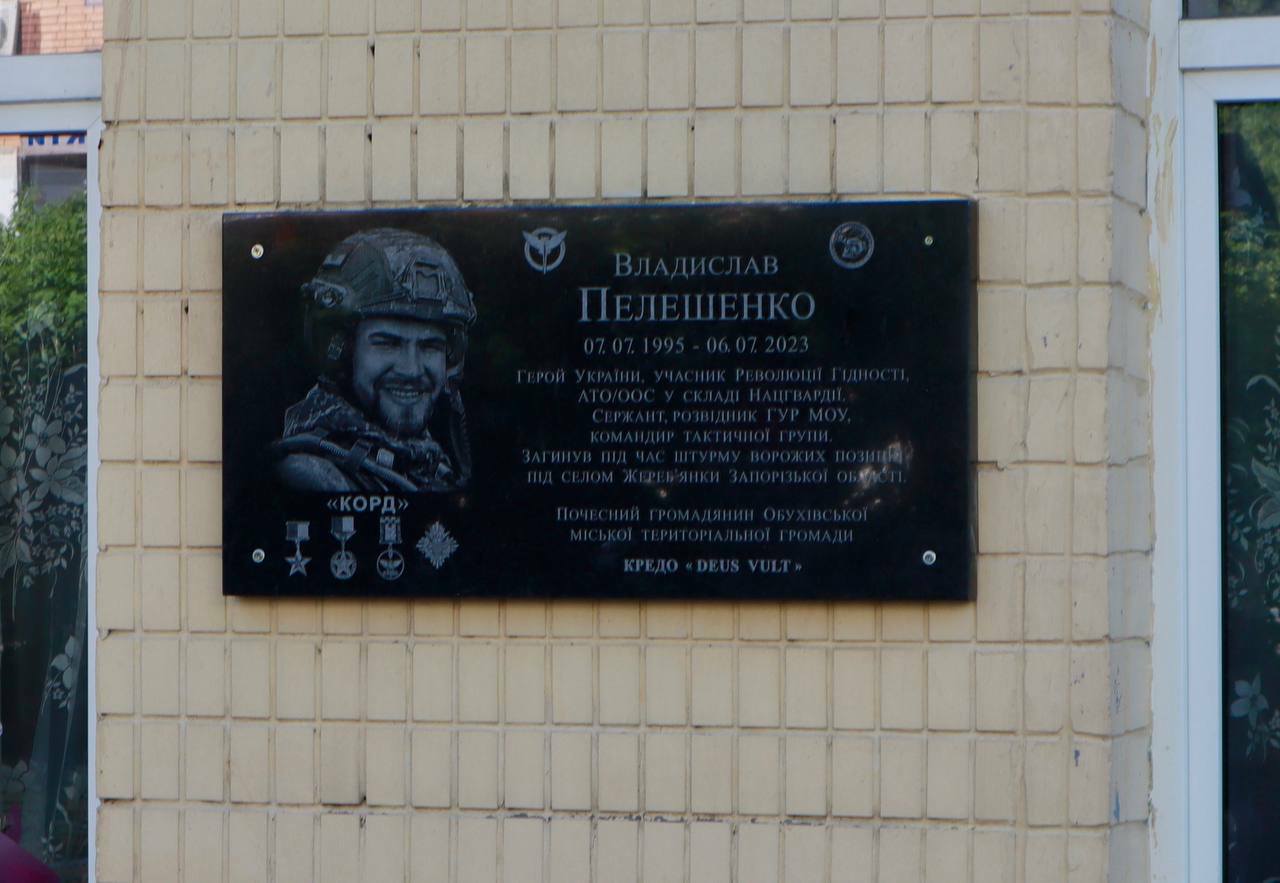 Владислав
Пелешенко
07. 07. 1995 - 06. 07. 2023
Герой України, учасник Революції Гідності,
АТО/ООС у складі Нацгвардії.
Сержант, розвідник ГУР МОУ,
командир тактичної групи.
Загинув під час штурму ворожих позицій
під селом Жереб'янки Запорізької області.
Почесний громадянин Обухівської
міської територіальної громади
кредо «DEUS VULT»
«КОРД»